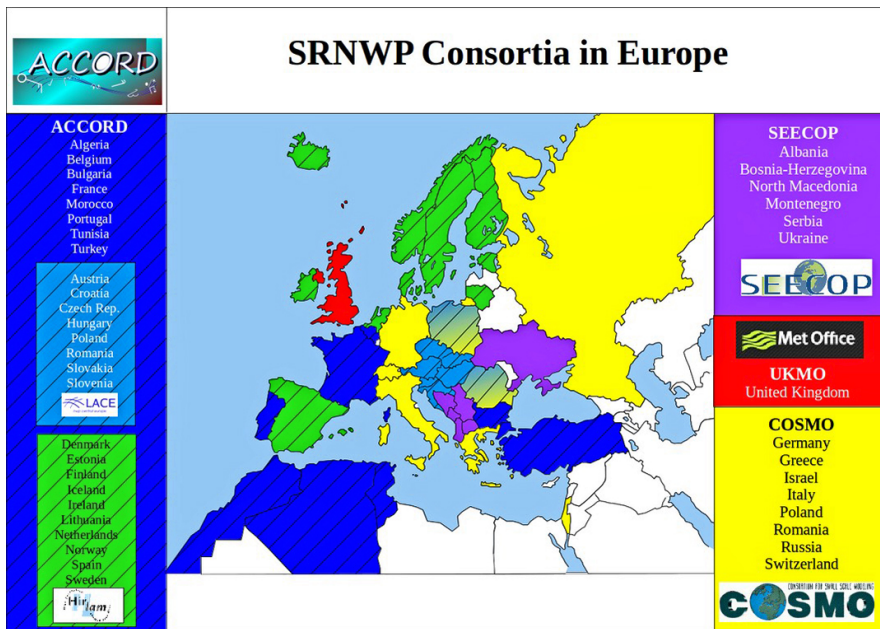 ACCORD
SRNWP Consortia in Europe
ACCORD
Algeria
Belgium
Bulgaria
France
Morocco
Portugal
Tunisia
Turkey
Austria
Croatia
Czech Rep.
Hungary
Poland
Romania
Slovakia
Slovenia
LACE
Denmark
Estonia
Finland
Iceland
Ireland
Lithuania
Netherlands
Norway
Spain
Sweden
Hirlam
SEECOP
Albania
Bosnia-Herzegovina
North Macedonia
Montenegro
Serbia
Ukraine
SEECOP
Met Office
UKMO
United Kingdom
COSMO
Germany
Greece
Israel
Italy
Poland
Romania
Russia
Switzerland
CONSORTIUM FOR SMALL SCALE MODELING
COSMO